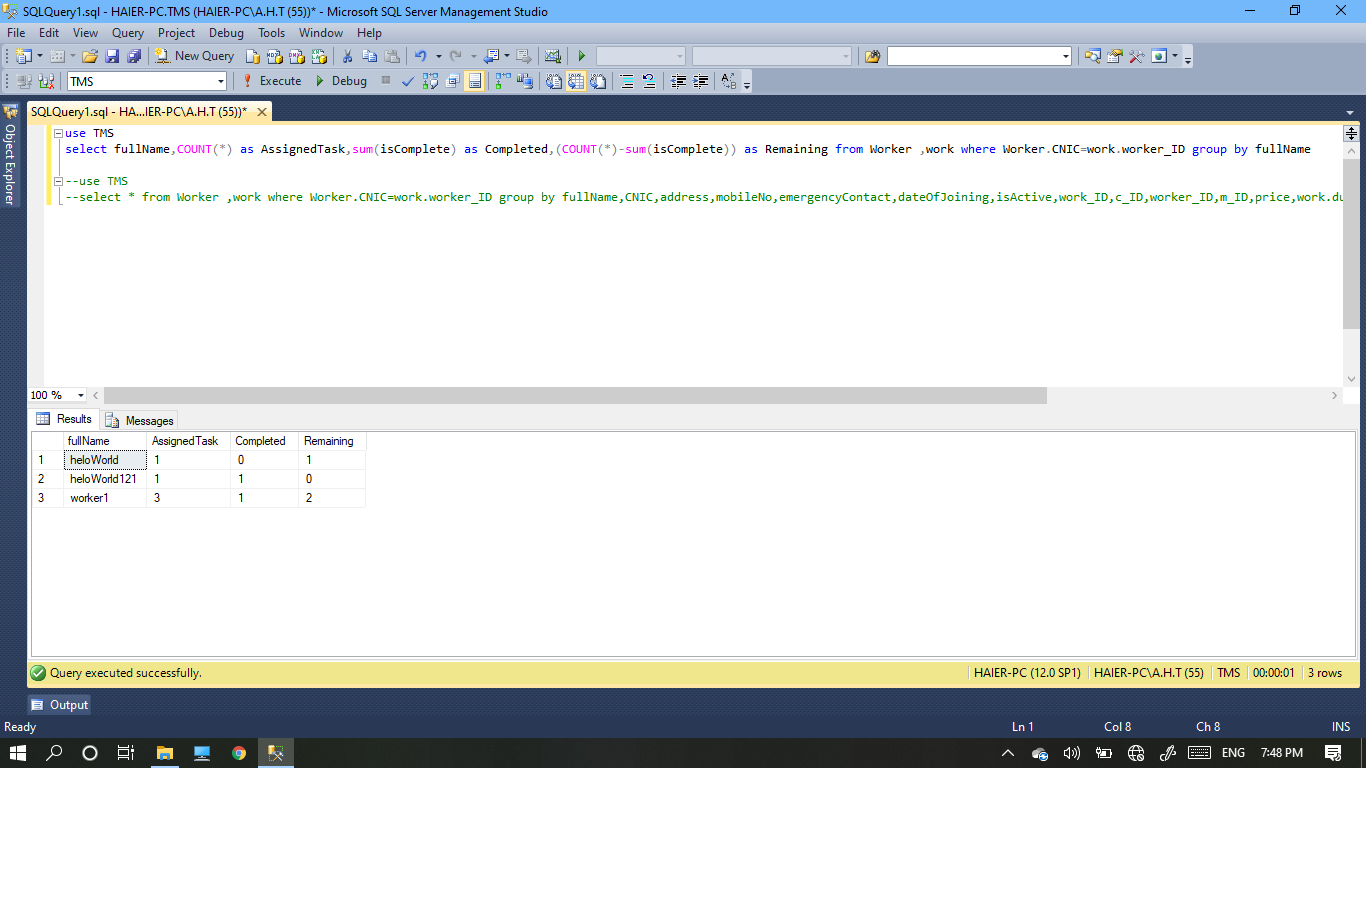 SQLQuery1.sql - HAIER-PC.TMS (HAIER-PC\A.H.T (55))* - Microsoft SQL Server Management Studio
File Edit View Query Project Debug Tools Window Help
New Query
TMS Execute Debug
Object Explorer
SQLQuery1.sql - HA...IER-PC\A.H.T (55))*
use TMS
select fullName,COUNT(*) as AssignedTask,sum(isComplete) as Completed,(COUNT(*)-sum(isComplete)) as Remaining from Worker ,work where Worker.CNIC=work.worker_ID group by fullName
--use TMS
--select * from Worker ,work where Worker.CNIC=work.worker_ID group by fullName,CNIC,address,mobileNo,emergencyContact,dateOfJoining,isActive,work_ID,c_ID,worker_ID,m_ID,price,work.du
100 %
Results Messages
fullName AssignedTask Completed Remaining
1 heloWorld 1 0 1
2 heloWorld121 1 1 0
3 worker1 3 1 2
Query executed successfully. HAIER-PC (12.0 SP1) HAIER-PC\A.H.T (55) TMS 00:00:01 3 rows
Output
Ready Ln 1 Col 8 Ch 8 INS
ENG 7:48 PM